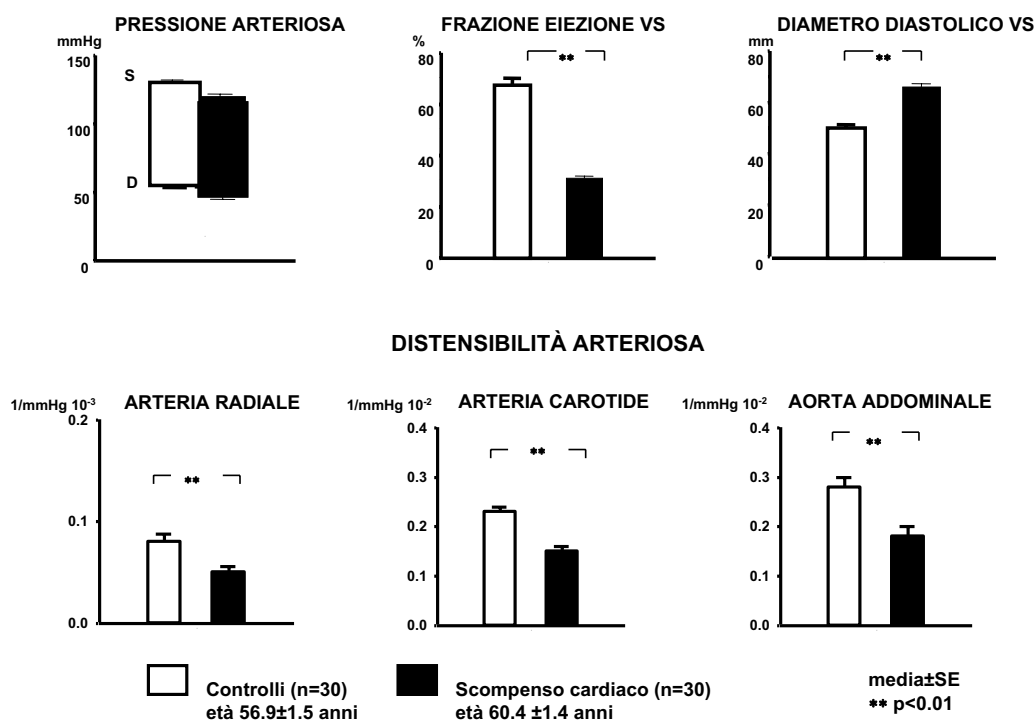 PRESSIONE ARTERIOSA
mmHg
150
100
50
0
S
D
FRAZIONE EIEZIONE VS
%
80
60
40
20
0
**
DIAMETRO DIASTOLICO VS
mm
80
60
40
20
0
**
DISTENSIBILITÀ ARTERIOSA
1/mmHg 10-3
ARTERIA RADIALE
0.2
0.1
0.0
**
1/mmHg 10-2
ARTERIA CAROTIDE
0.4
0.3
0.2
0.1
0.0
**
1/mmHg 10-2
AORTA ADDOMINALE
0.4
0.3
0.2
0.1
0.0
**
Controlli (n=30)
età 56.9±1.5 anni
Scompenso cardiaco (n=30)
età 60.4 ±1.4 anni
media±SE
** p<0.01